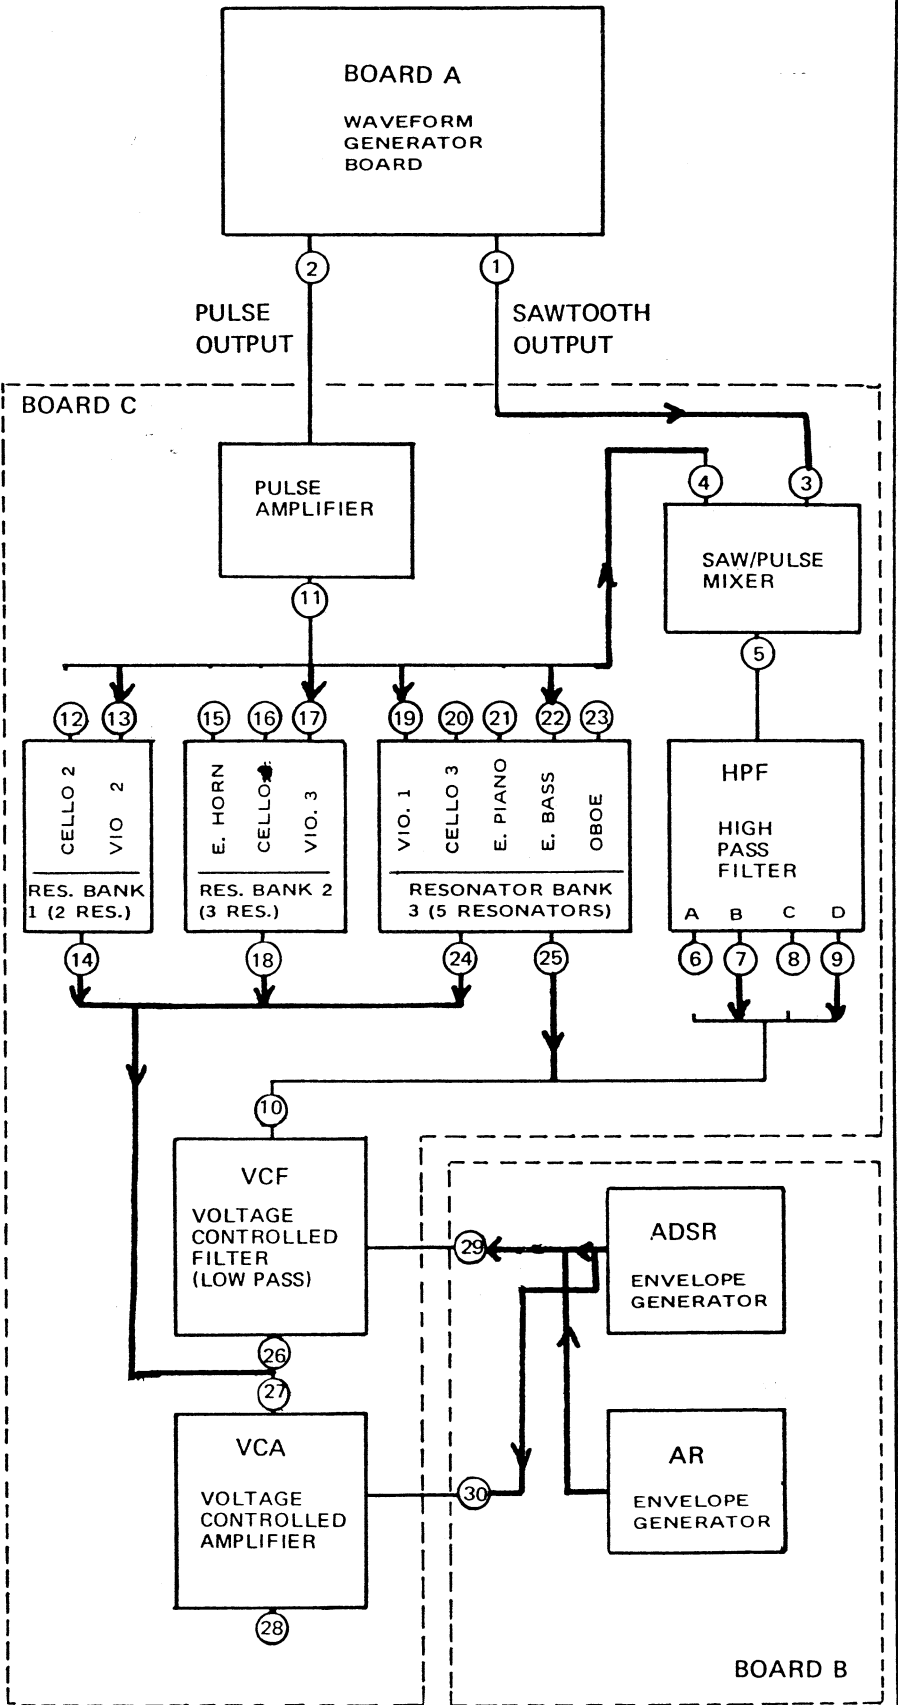 BOARD A
WAVEFORM
GENERATOR
BOARD
2
1
PULSE
OUTPUT
SAWTOOTH
OUTPUT
BOARD C
PULSE
AMPLIFIER
4
3
SAW/PULSE
MIXER
11
5
12
13
15
16
17
19
20
21
22
23
CELLO 2
VIO 2
E. HORN
CELLO
VIO. 3
VIO. 1
CELLO 3
E. PIANO
E. BASS
OBOE
RES. BANK
1 (2 RES.)
RES. BANK 2
(3 RES.)
RESONATOR BANK
3 (5 RESONATORS)
HPF
HIGH
PASS
FILTER
A B C D
14
18
24
25
6
7
8
9
10
VCF
VOLTAGE
CONTROLLED
FILTER
(LOW PASS)
29
ADSR
ENVELOPE
GENERATOR
26
27
VCA
VOLTAGE
CONTROLLED
AMPLIFIER
30
AR
ENVELOPE
GENERATOR
28
BOARD B